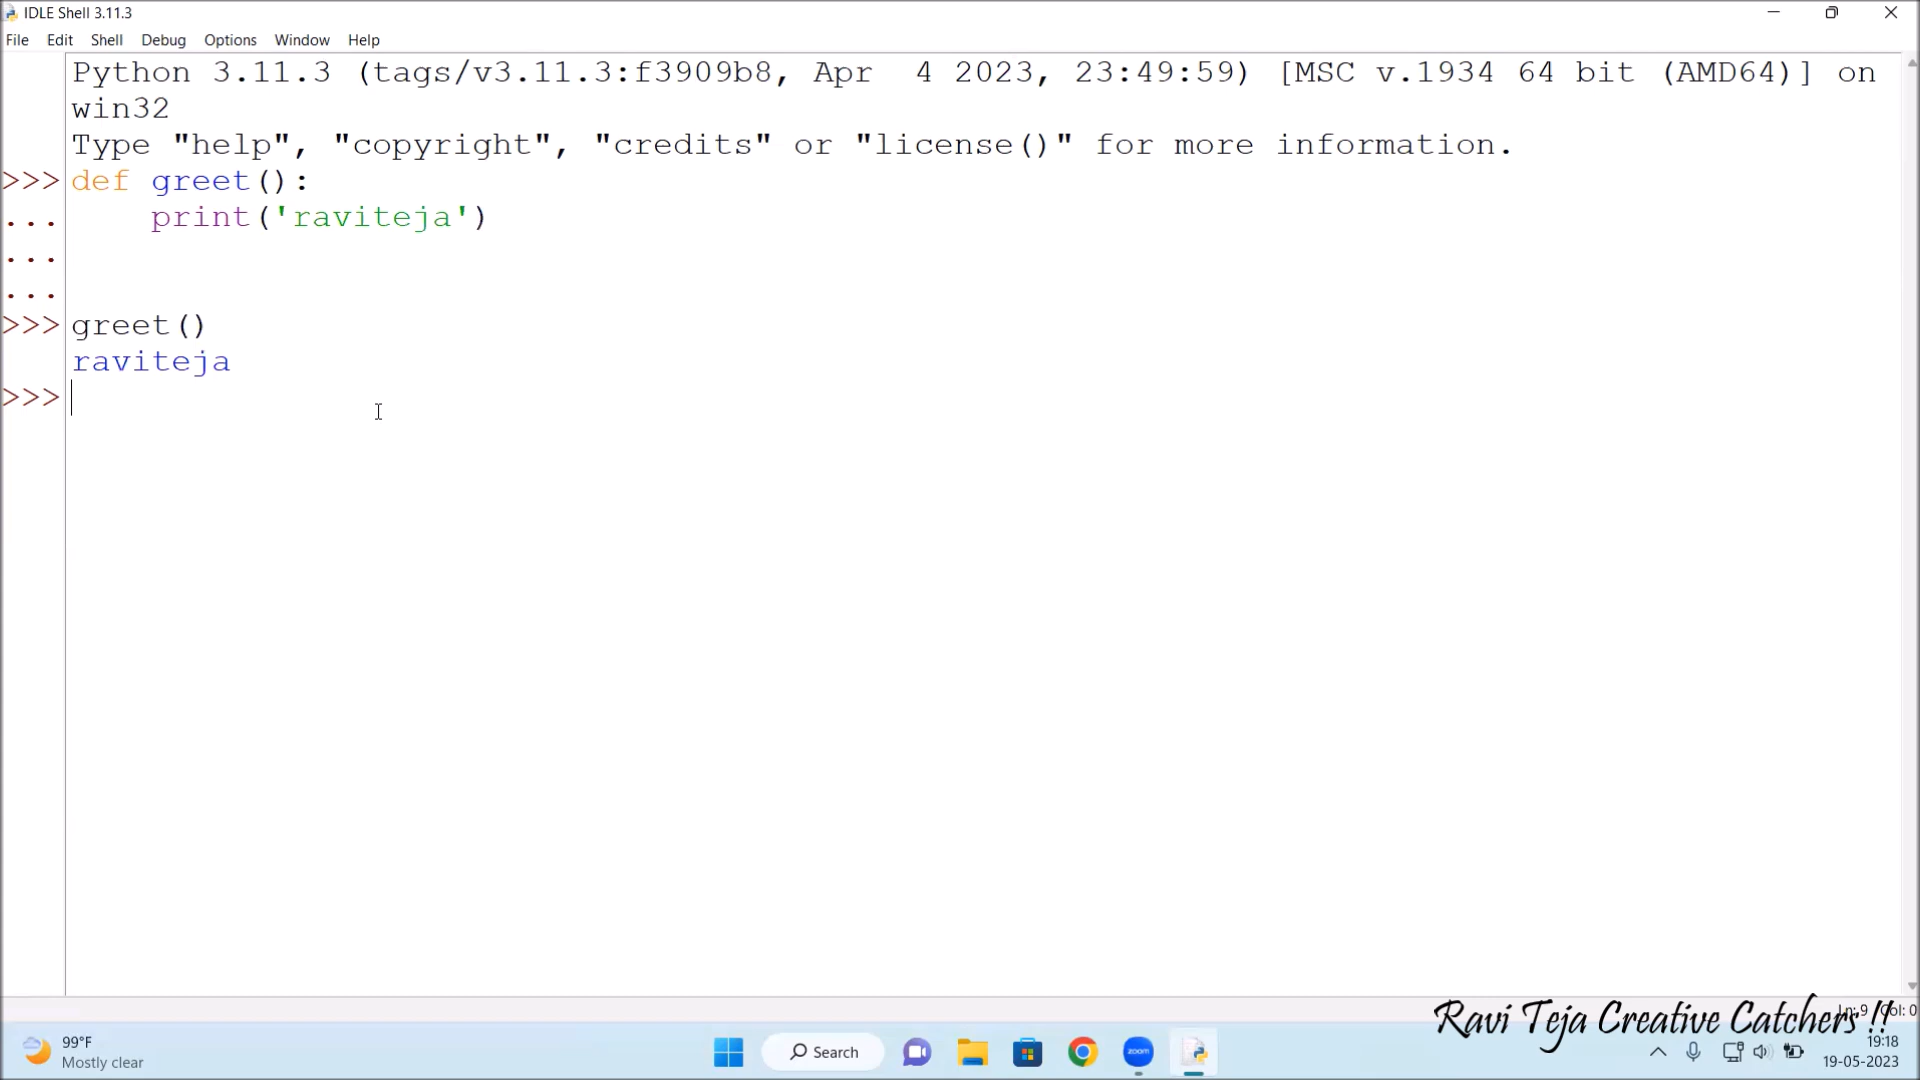 IDLE Shell 3.11.3
File Edit Shell Debug Options Window Help
Python 3.11.3 (tags/v3.11.3:f3909b8, Apr  4 2023, 23:49:59) [MSC v.1934 64 bit (AMD64)] on
win32
Type "help", "copyright", "credits" or "license()" for more information.
>>> def greet():
...     print('raviteja')
...
...
>>> greet()
raviteja
>>>
Ravi Teja Creative Catchers !!
99°F
Mostly clear
Search
zoom
19:18
19-05-2023